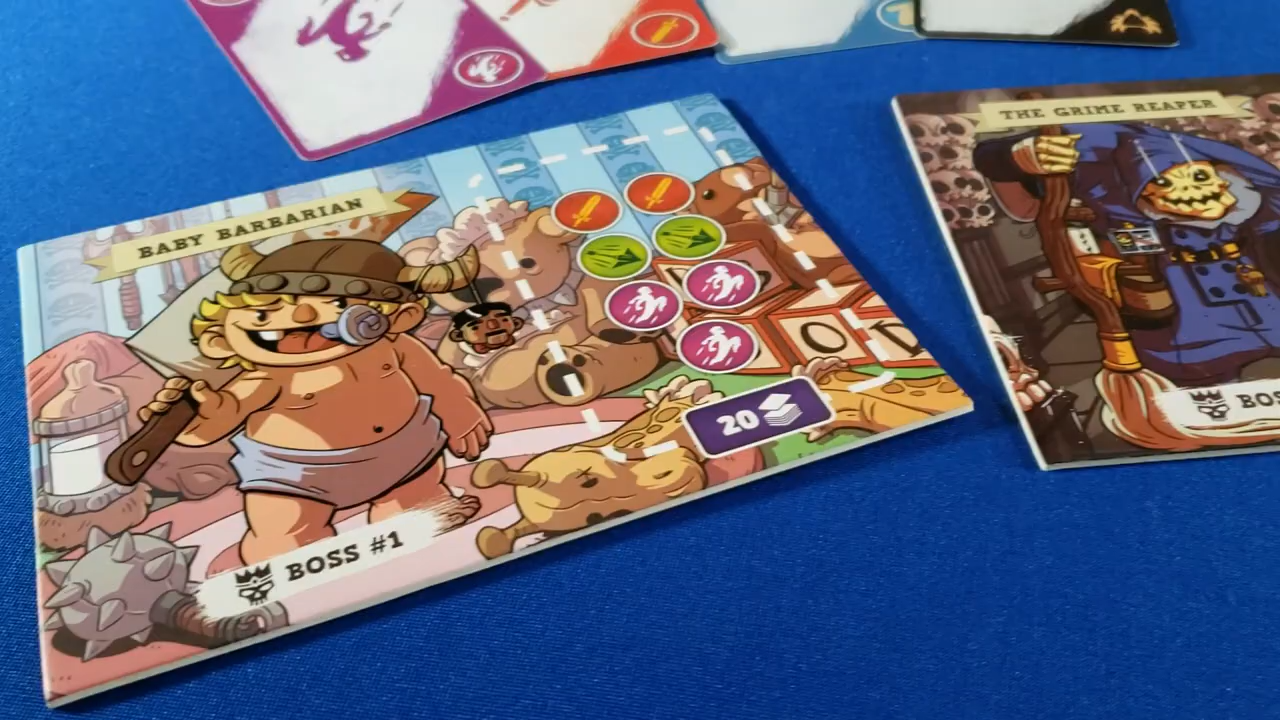 THE GRIME REAPER
BABY BARBARIAN
O D
20
BOSS #1
BOS